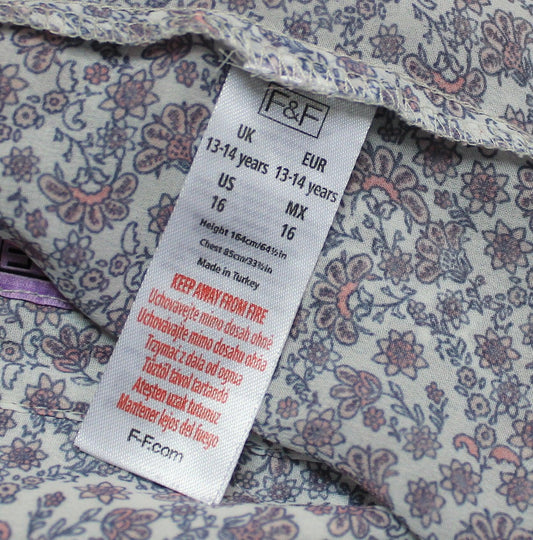 F&F
UK EUR
13-14 years 13-14 years
US MX
16 16
Height 164cm/64½in
Chest 85cm/33½in
Made in Turkey
KEEP AWAY FROM FIRE
Uchovávejte mimo dosah ohně
Uchovávajte mimo dosahu ohňa
Trzymać z dala od ognia
Tűztől távol tartandó
Ateşten uzak tutunuz
Mantener lejos del fuego
F-F.com